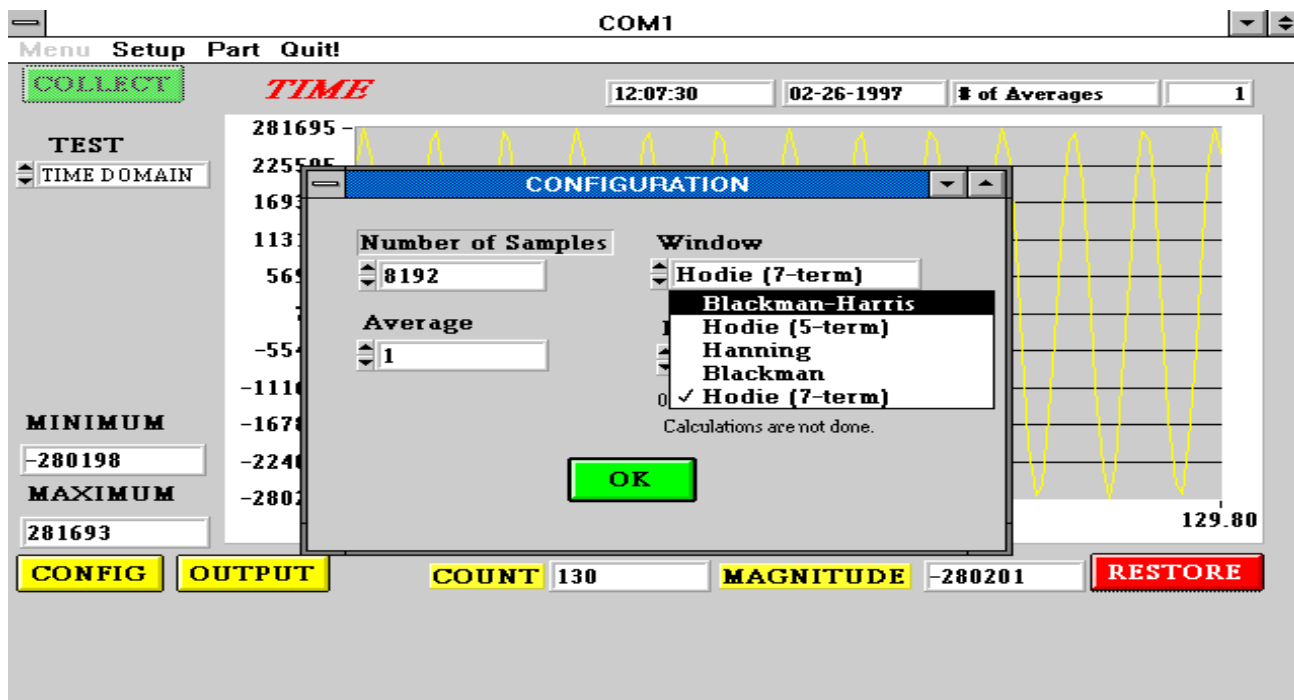 COM1
Menu Setup Part Quit!
COLLECT
TIME
12:07:30
02-26-1997
# of Averages
1
TEST
TIME DOMAIN
281695
CONFIGURATION
Number of Samples
8192
Average
1
Window
Hodie (7-term)
Blackman-Harris
Hodie (5-term)
Hanning
Blackman
✓ Hodie (7-term)
Calculations are not done.
OK
MINIMUM
-280198
MAXIMUM
281693
129.80
CONFIG
OUTPUT
COUNT
130
MAGNITUDE
-280201
RESTORE